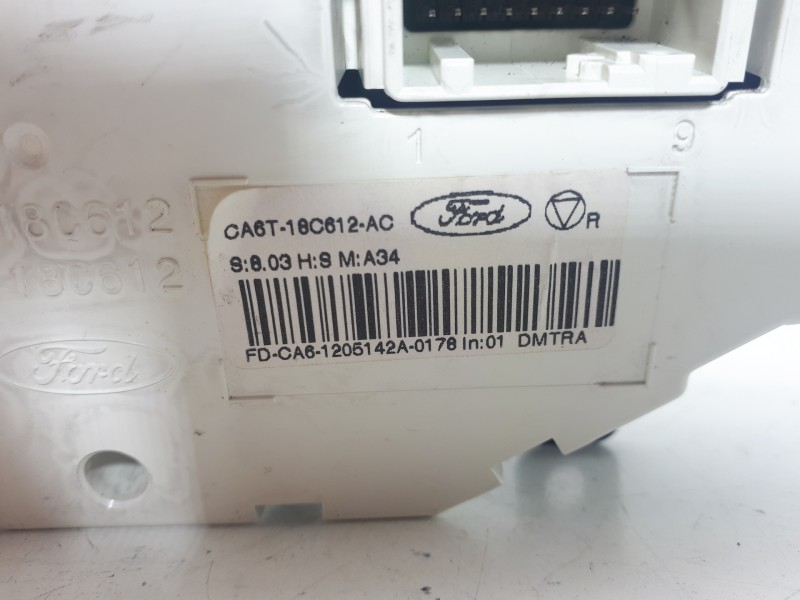 1 9
18C612
18C612
Ford
CA6T-18C612-AC Ford R
S:8.03 H:S M:A34
FD-CA6-1205142A-0178 In:01 DMTRA